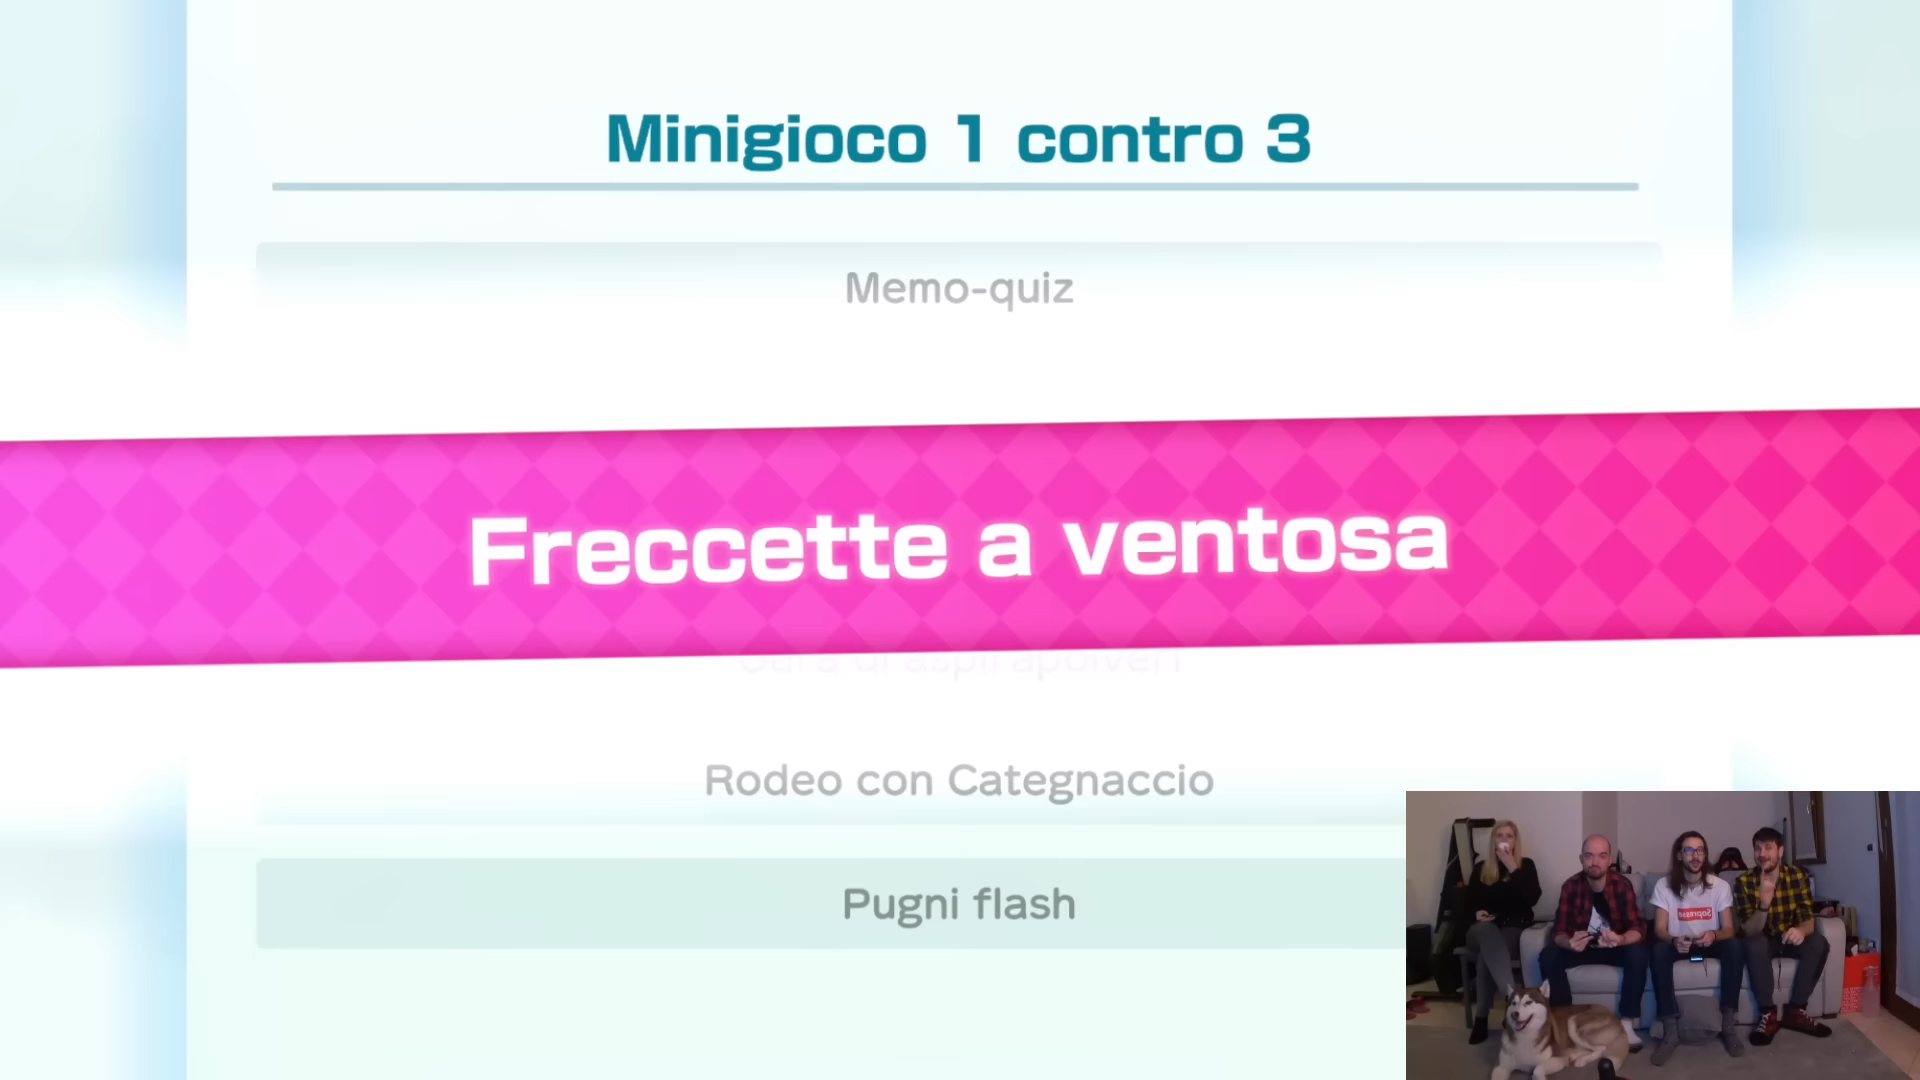 Minigioco 1 contro 3
Memo-quiz
Freccette a ventosa
Rodeo con Categnaccio
Pugni flash